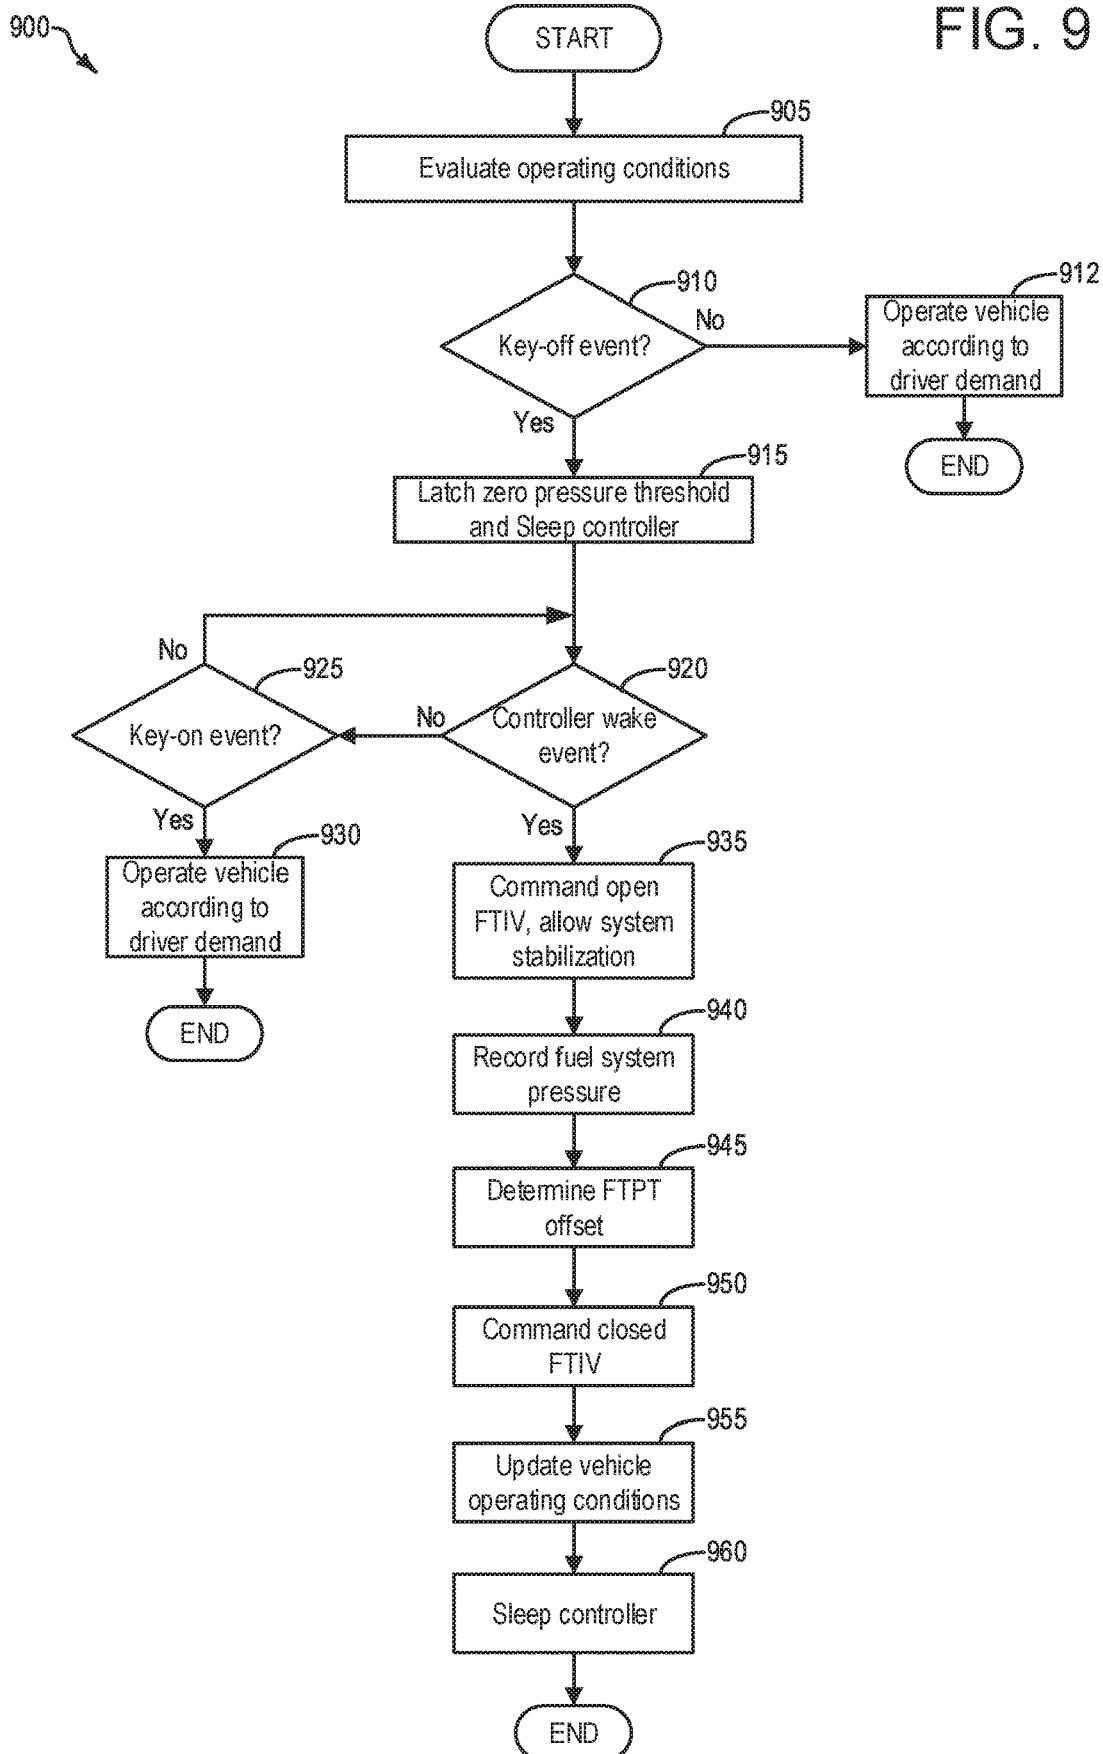 900
FIG. 9
START
905
Evaluate operating conditions
910
Key-off event?
No
912
Operate vehicle
according to
driver demand
END
Yes
915
Latch zero pressure threshold
and Sleep controller
920
Controller wake
event?
No
925
Key-on event?
No
Yes
930
Operate vehicle
according to
driver demand
END
Yes
935
Command open
FTIV, allow system
stabilization
940
Record fuel system
pressure
945
Determine FTPT
offset
950
Command closed
FTIV
955
Update vehicle
operating conditions
960
Sleep controller
END